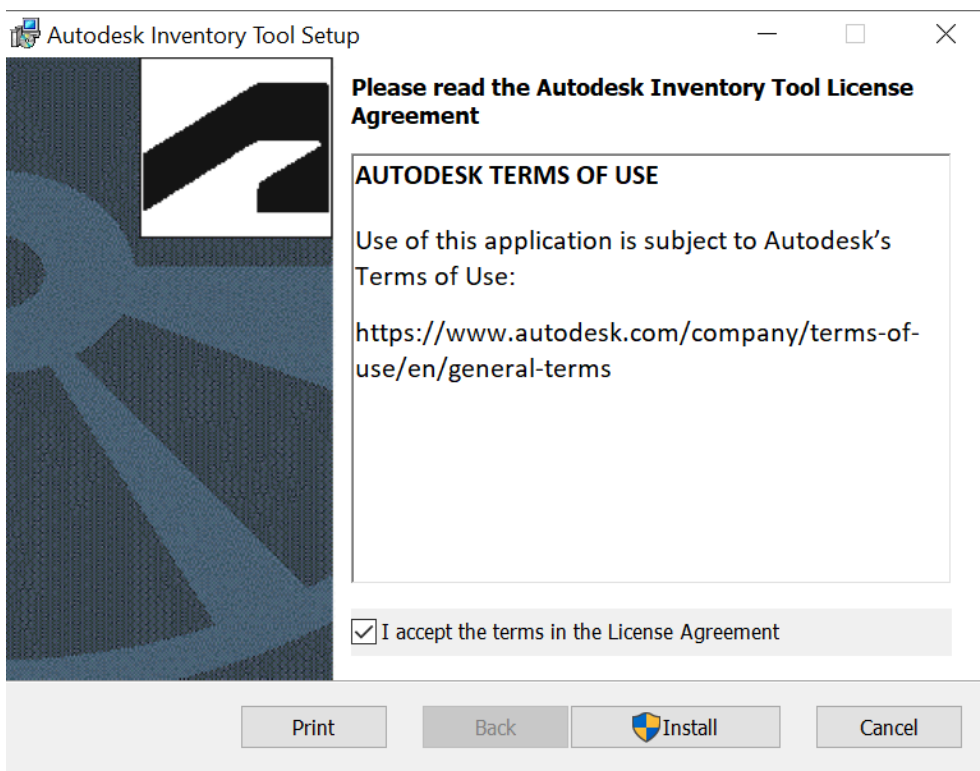 Autodesk Inventory Tool Setup
Please read the Autodesk Inventory Tool License
Agreement
AUTODESK TERMS OF USE
Use of this application is subject to Autodesk’s
Terms of Use:
https://www.autodesk.com/company/terms-of-
use/en/general-terms
I accept the terms in the License Agreement
Print
Back
Install
Cancel